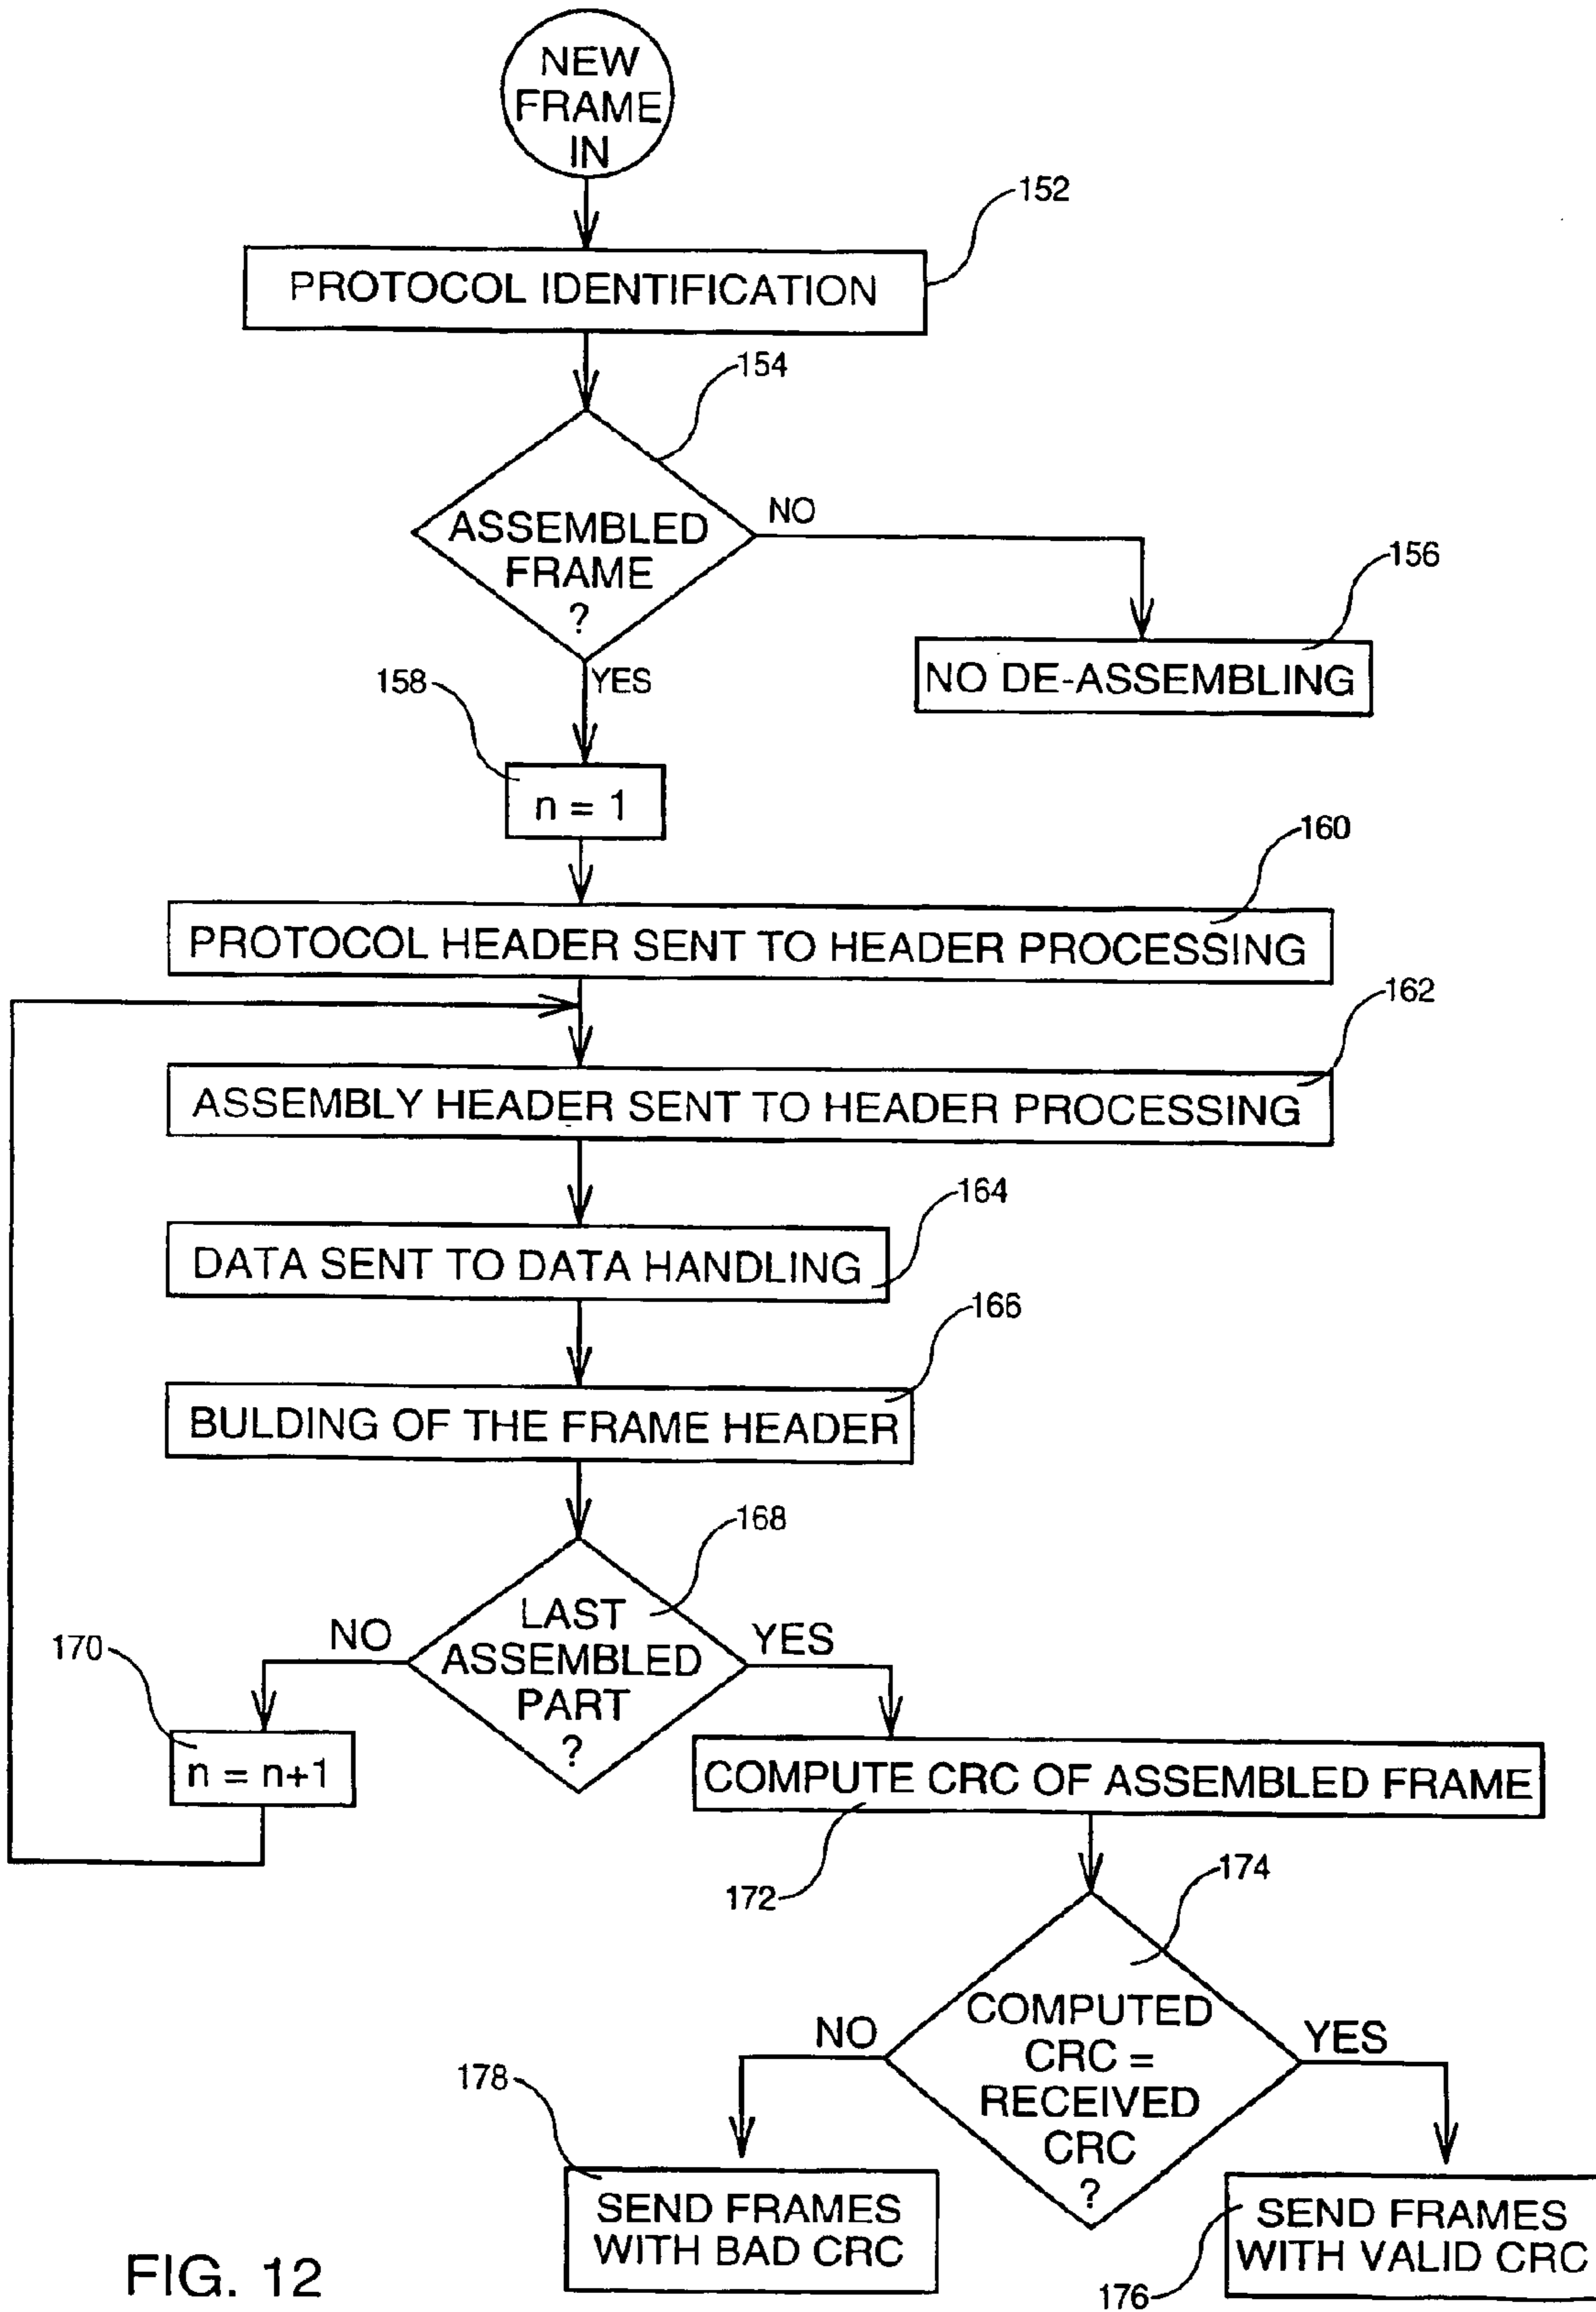 NEW
FRAME
IN
152
PROTOCOL IDENTIFICATION
154
ASSEMBLED
FRAME
?
NO
156
NO DE-ASSEMBLING
YES
158
n = 1
160
PROTOCOL HEADER SENT TO HEADER PROCESSING
162
ASSEMBLY HEADER SENT TO HEADER PROCESSING
164
DATA SENT TO DATA HANDLING
166
BULDING OF THE FRAME HEADER
168
LAST
ASSEMBLED
PART
?
NO
YES
170
n = n+1
COMPUTE CRC OF ASSEMBLED FRAME
172
174
COMPUTED
CRC =
RECEIVED
CRC
?
NO
YES
178
SEND FRAMES
WITH BAD CRC
SEND FRAMES
WITH VALID CRC
176
FIG. 12